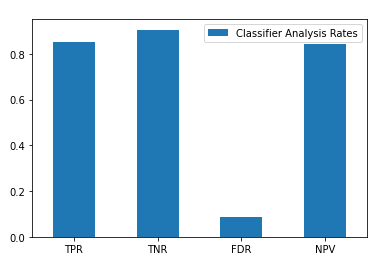 Classifier Analysis Rates
0.8
0.6
0.4
0.2
0.0
TPR TNR FDR NPV